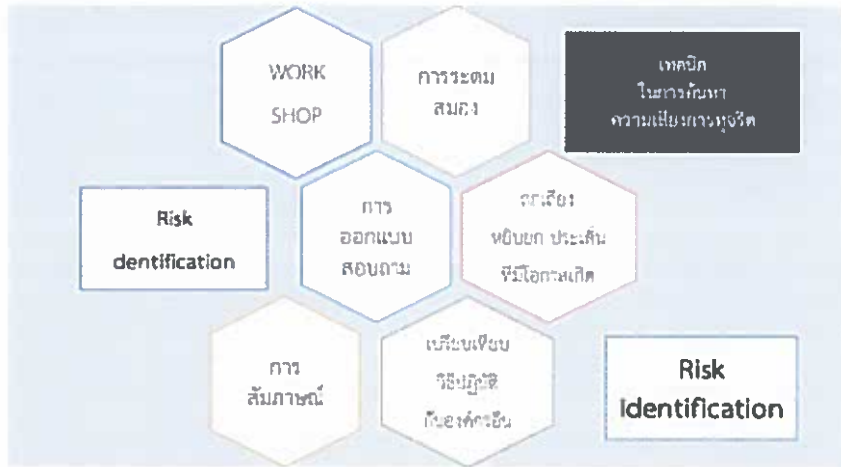 WORK
SHOP
การระดม
สมอง
เทคนิค
ในการค้นหา
ความเสี่ยงการทุจริต
Risk
dentification
การ
ออกแบบ
สอบถาม
ถกเถียง
หยิบยก ประเด็น
ที่มีโอกาสเกิด
การ
สัมภาษณ์
เปรียบเทียบ
วิธีปฏิบัติ
กับองค์กรอื่น
Risk
Identification